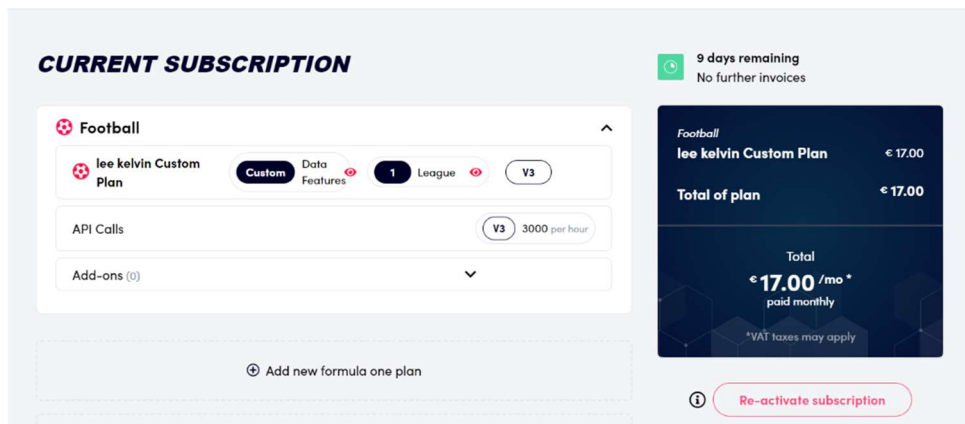 CURRENT SUBSCRIPTION
Football
lee kelvin Custom
Plan
Custom
Data
Features
1
League
V3
API Calls
V3
3000 per hour
Add-ons (0)
Add new formula one plan
9 days remaining
No further invoices
Football
lee kelvin Custom Plan
€ 17.00
Total of plan
€ 17.00
Total
€ 17.00 /mo *
paid monthly
*VAT taxes may apply
Re-activate subscription